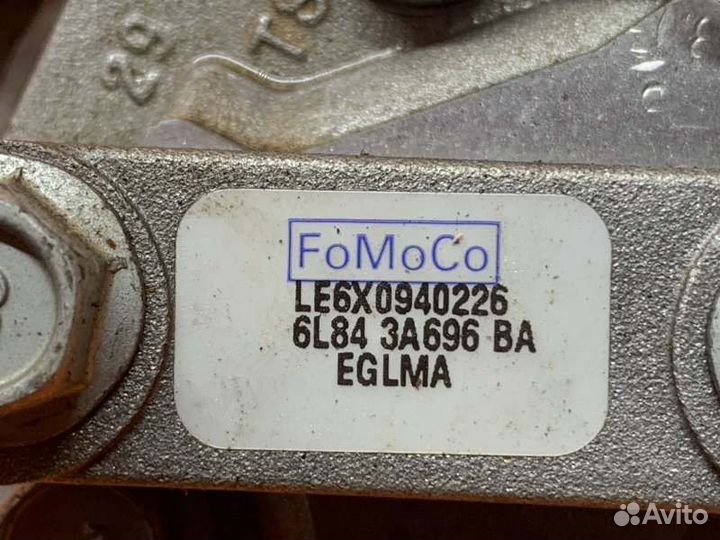 FoMoCo
LE6X0940226
6L84 3A696 BA
EGLMA
Avito